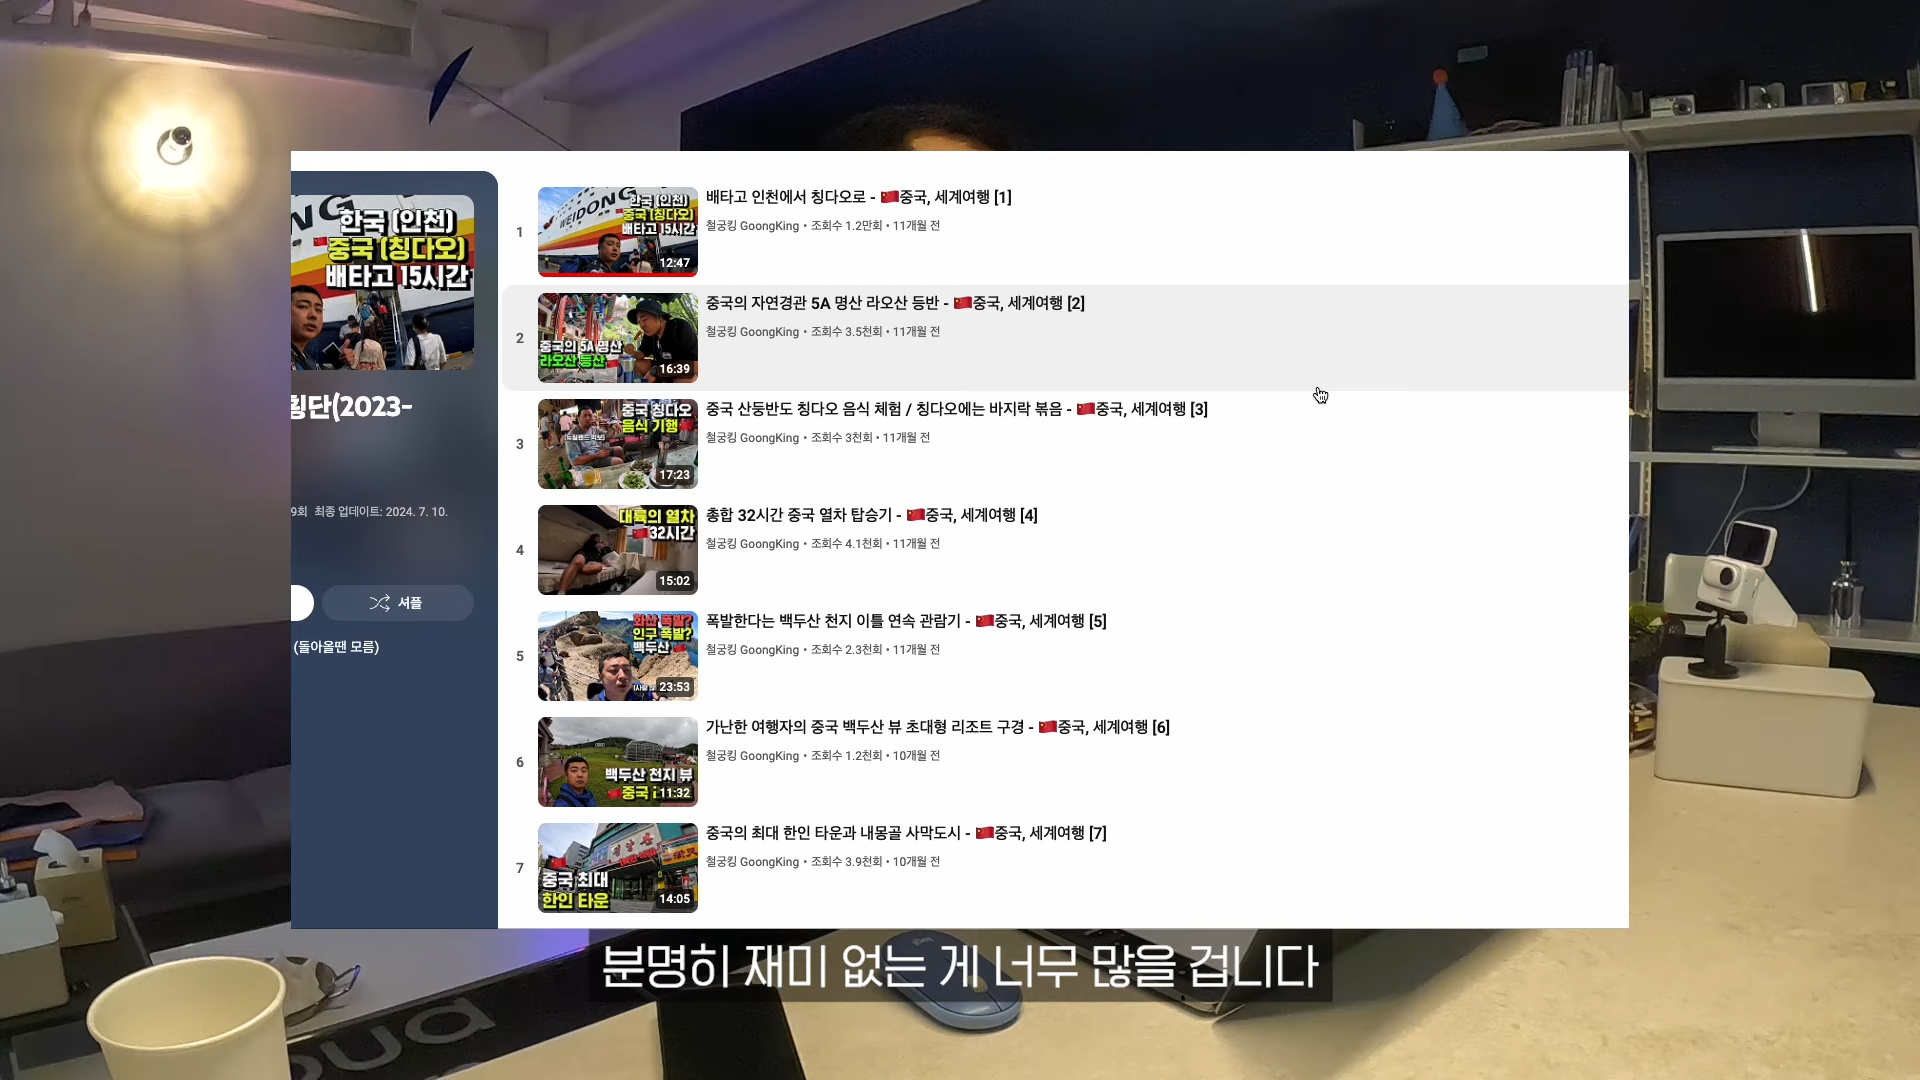 한국 (인천)
중국 (칭다오)
배타고 15시간
횡단(2023-
9회 최종 업데이트: 2024. 7. 10.
셔플
(돌아올땐 모름)
1
WEIDONG
한국 (인천)
중국 (칭다오)
배타고 15시간
12:47
배타고 인천에서 칭다오로 - 🇨🇳중국, 세계여행 [1]
철궁킹 GoongKing • 조회수 1.2만회 • 11개월 전
2
중국의 5A 명산
라오산 등산
16:39
중국의 자연경관 5A 명산 라오산 등반 - 🇨🇳중국, 세계여행 [2]
철궁킹 GoongKing • 조회수 3.5천회 • 11개월 전
3
중국 칭다오
음식 기행
17:23
중국 산둥반도 칭다오 음식 체험 / 칭다오에는 바지락 볶음 - 🇨🇳중국, 세계여행 [3]
철궁킹 GoongKing • 조회수 3천회 • 11개월 전
4
대륙의 열차
32시간
15:02
총합 32시간 중국 열차 탑승기 - 🇨🇳중국, 세계여행 [4]
철궁킹 GoongKing • 조회수 4.1천회 • 11개월 전
5
화산 폭발?
인구 폭발?
백두산
23:53
폭발한다는 백두산 천지 이틀 연속 관람기 - 🇨🇳중국, 세계여행 [5]
철궁킹 GoongKing • 조회수 2.3천회 • 11개월 전
6
백두산 천지 뷰
중국
11:32
가난한 여행자의 중국 백두산 뷰 초대형 리조트 구경 - 🇨🇳중국, 세계여행 [6]
철궁킹 GoongKing • 조회수 1.2천회 • 10개월 전
7
중국 최대
한인 타운
14:05
중국의 최대 한인 타운과 내몽골 사막도시 - 🇨🇳중국, 세계여행 [7]
철궁킹 GoongKing • 조회수 3.9천회 • 10개월 전
분명히 재미 없는 게 너무 많을 겁니다